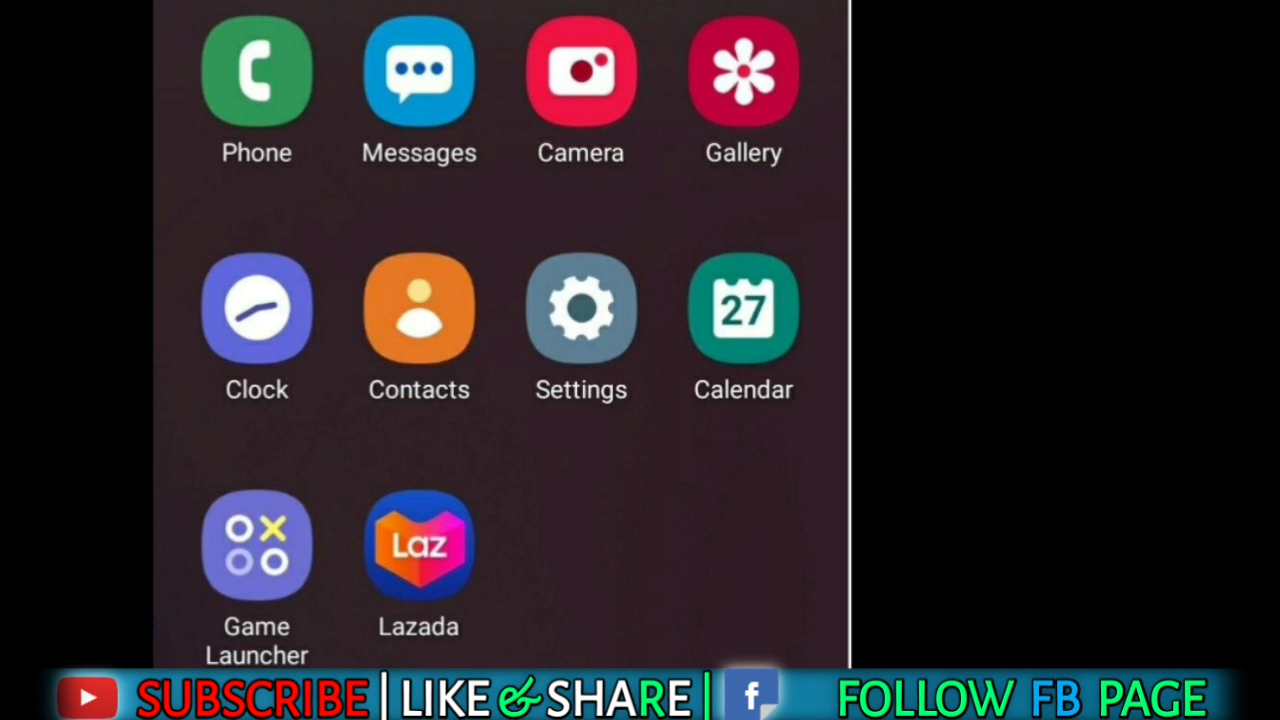 Phone Messages Camera Gallery
27
Clock Contacts Settings Calendar
Laz
Game Lazada
Launcher
SUBSCRIBE | LIKE & SHARE | f FOLLOW FB PAGE